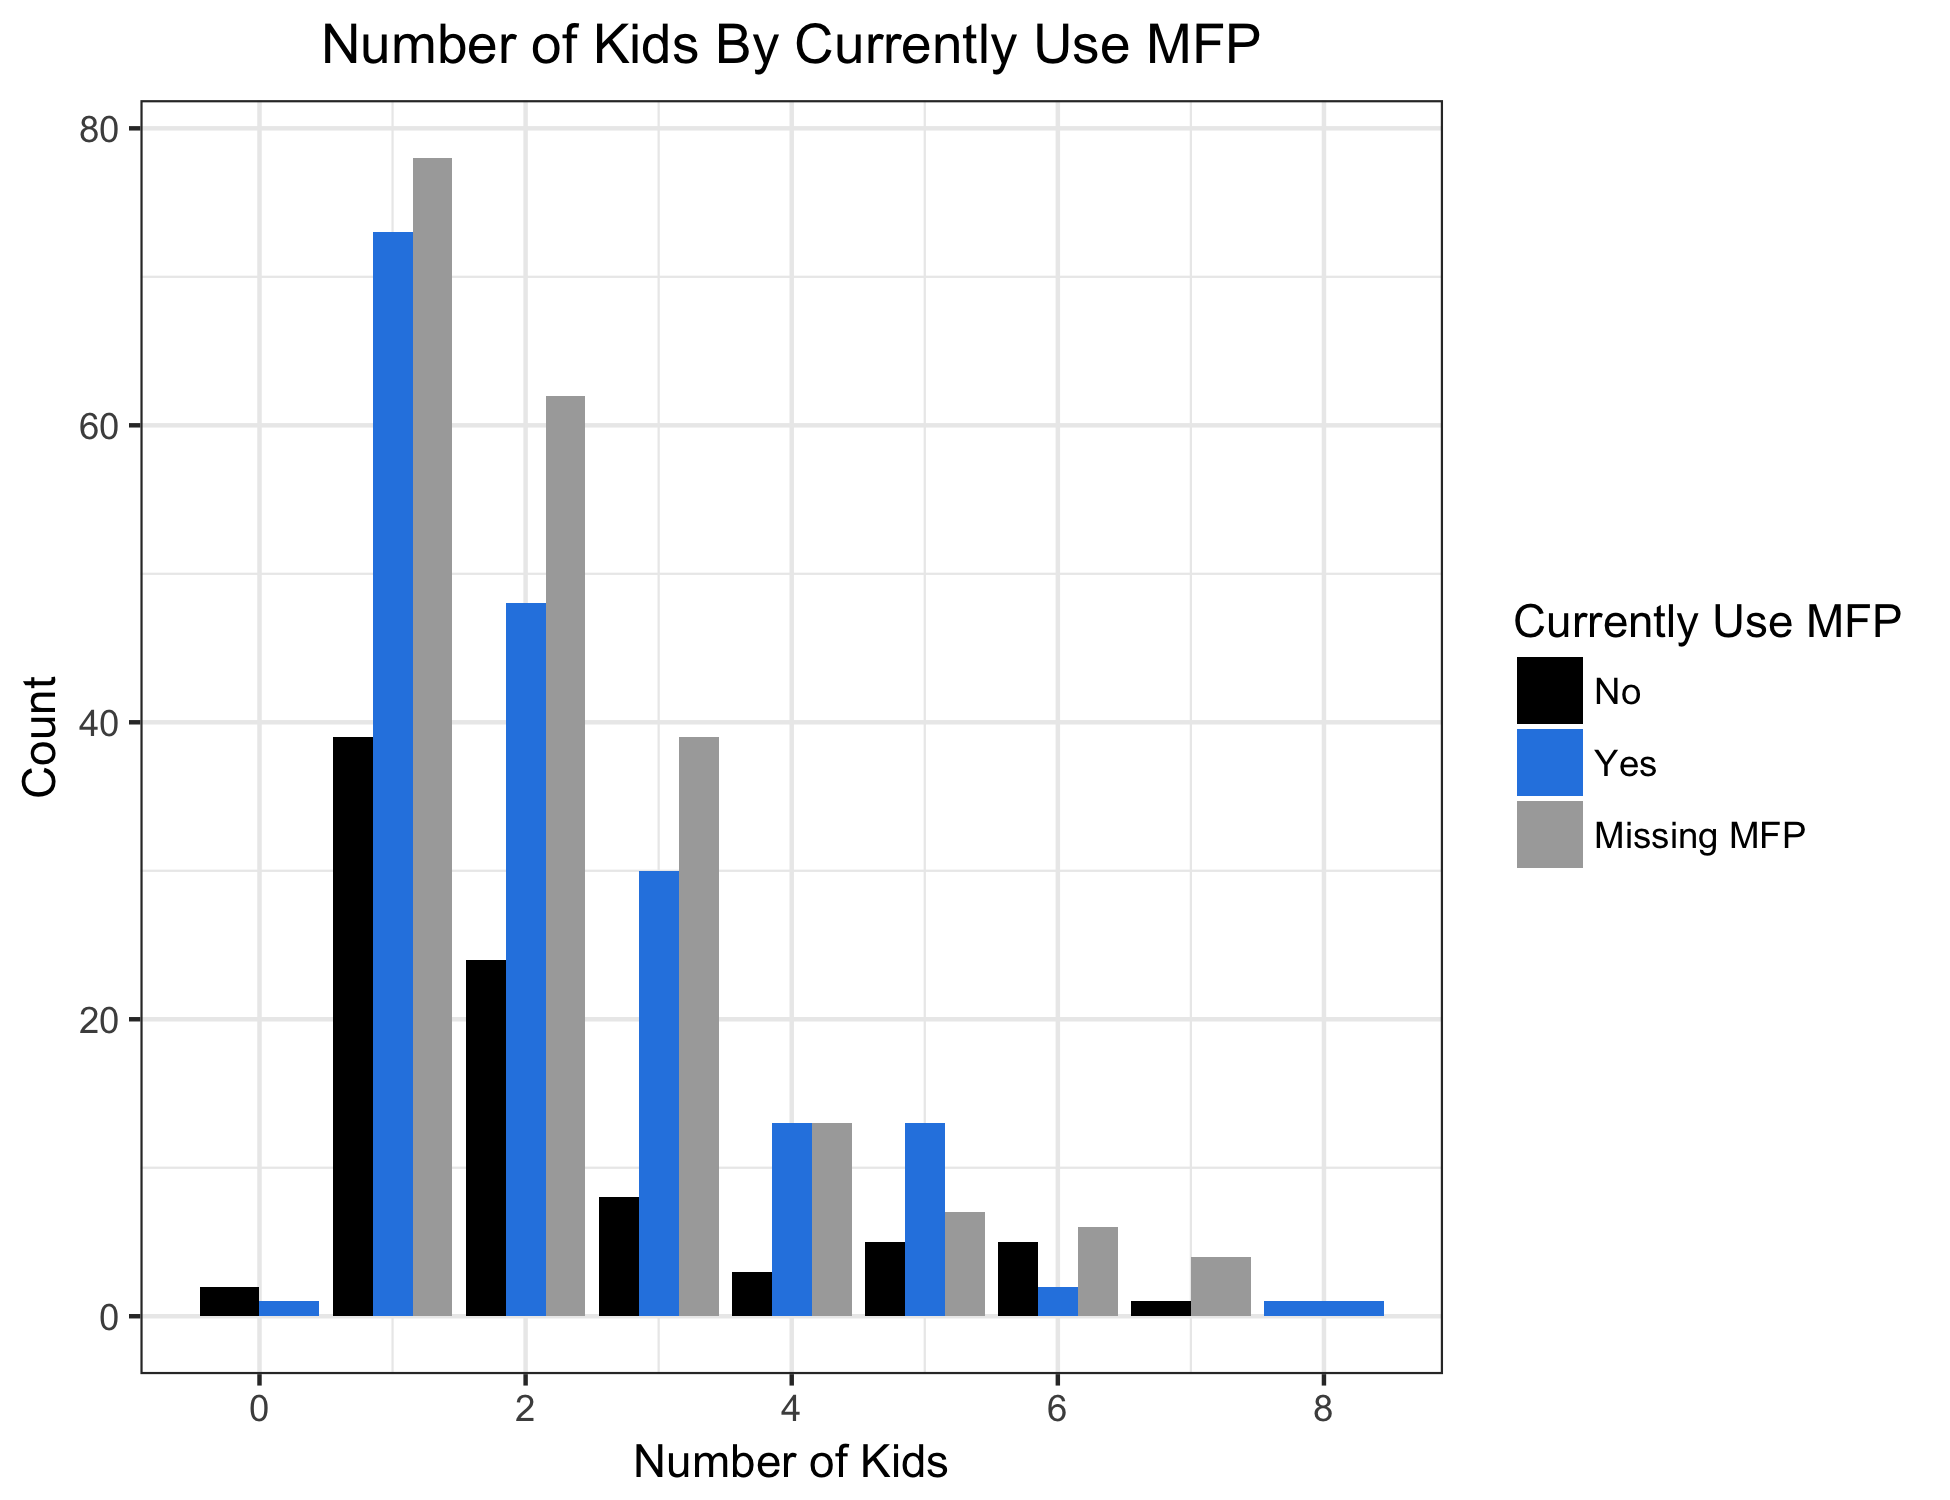 Number of Kids By Currently Use MFP
80
60
40
20
0
Count
0 2 4 6 8
Number of Kids
Currently Use MFP
No
Yes
Missing MFP